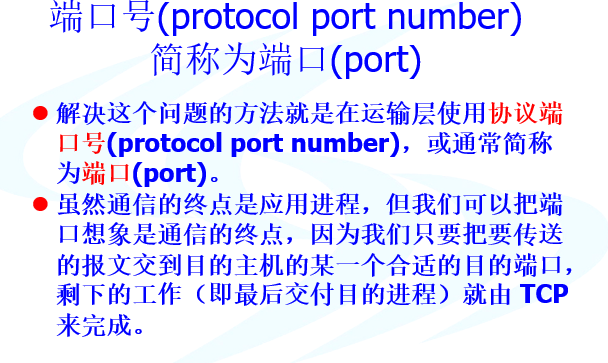 端口号(protocol port number)
简称为端口(port)
解决这个问题的方法就是在运输层使用协议端
口号(protocol port number)，或通常简称
为端口(port)。
虽然通信的终点是应用进程，但我们可以把端
口想象是通信的终点，因为我们只要把要传送
的报文交到目的主机的某一个合适的目的端口，
剩下的工作（即最后交付目的进程）就由 TCP
来完成。